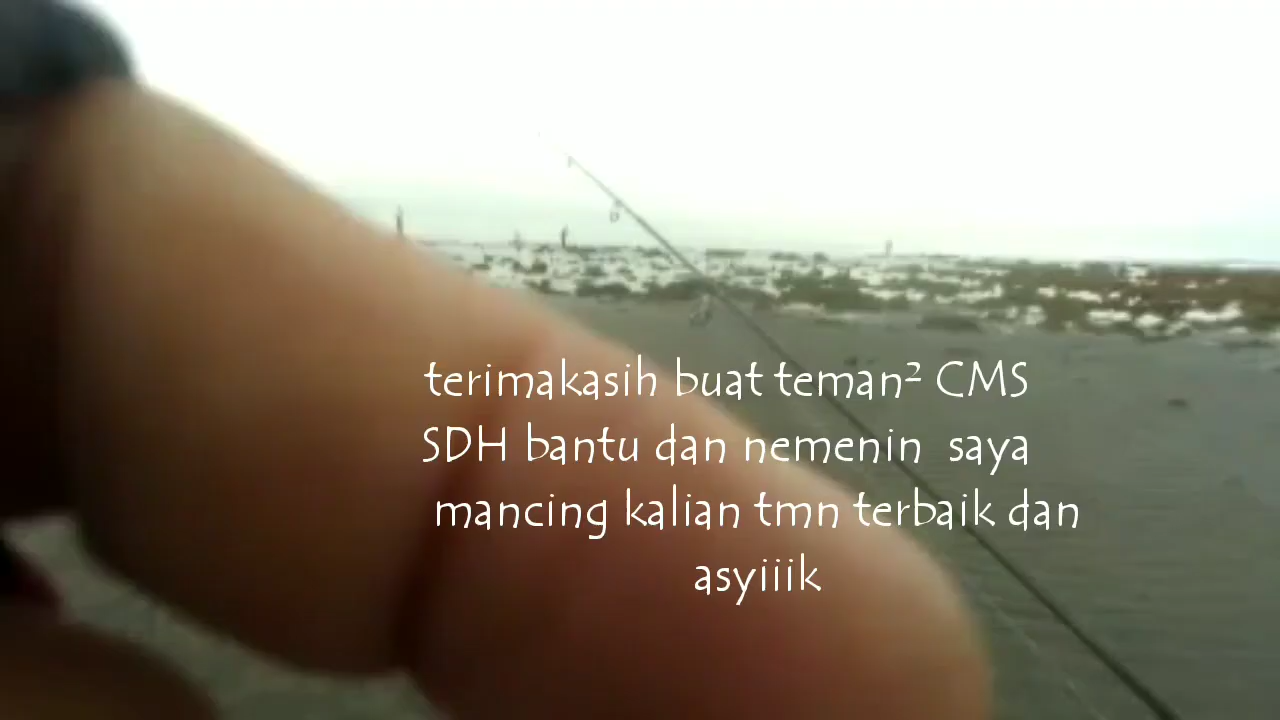 terimakasih buat teman² CMS
SDH bantu dan nemenin saya
mancing kalian tmn terbaik dan
asyiiik